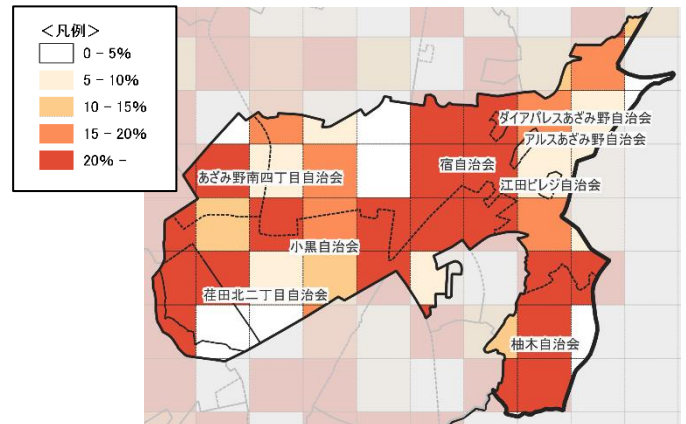 <凡例>
0 - 5%
5 - 10%
10 - 15%
15 - 20%
20% -
ダイアパレスあざみ野自治会
アルスあざみ野自治会
宿自治会
あざみ野南四丁目自治会
江田ビレジ自治会
小黒自治会
荏田北二丁目自治会
柚木自治会